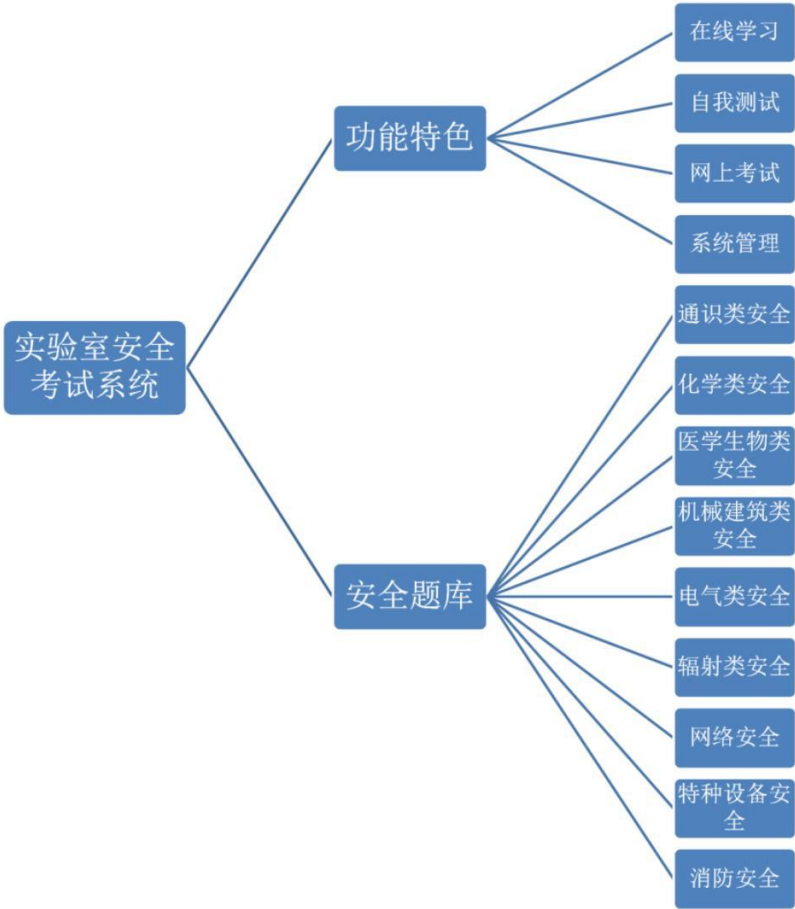 实验室安全
考试系统
功能特色
在线学习
自我测试
网上考试
系统管理
安全题库
通识类安全
化学类安全
医学生物类
安全
机械建筑类
安全
电气类安全
辐射类安全
网络安全
特种设备安
全
消防安全